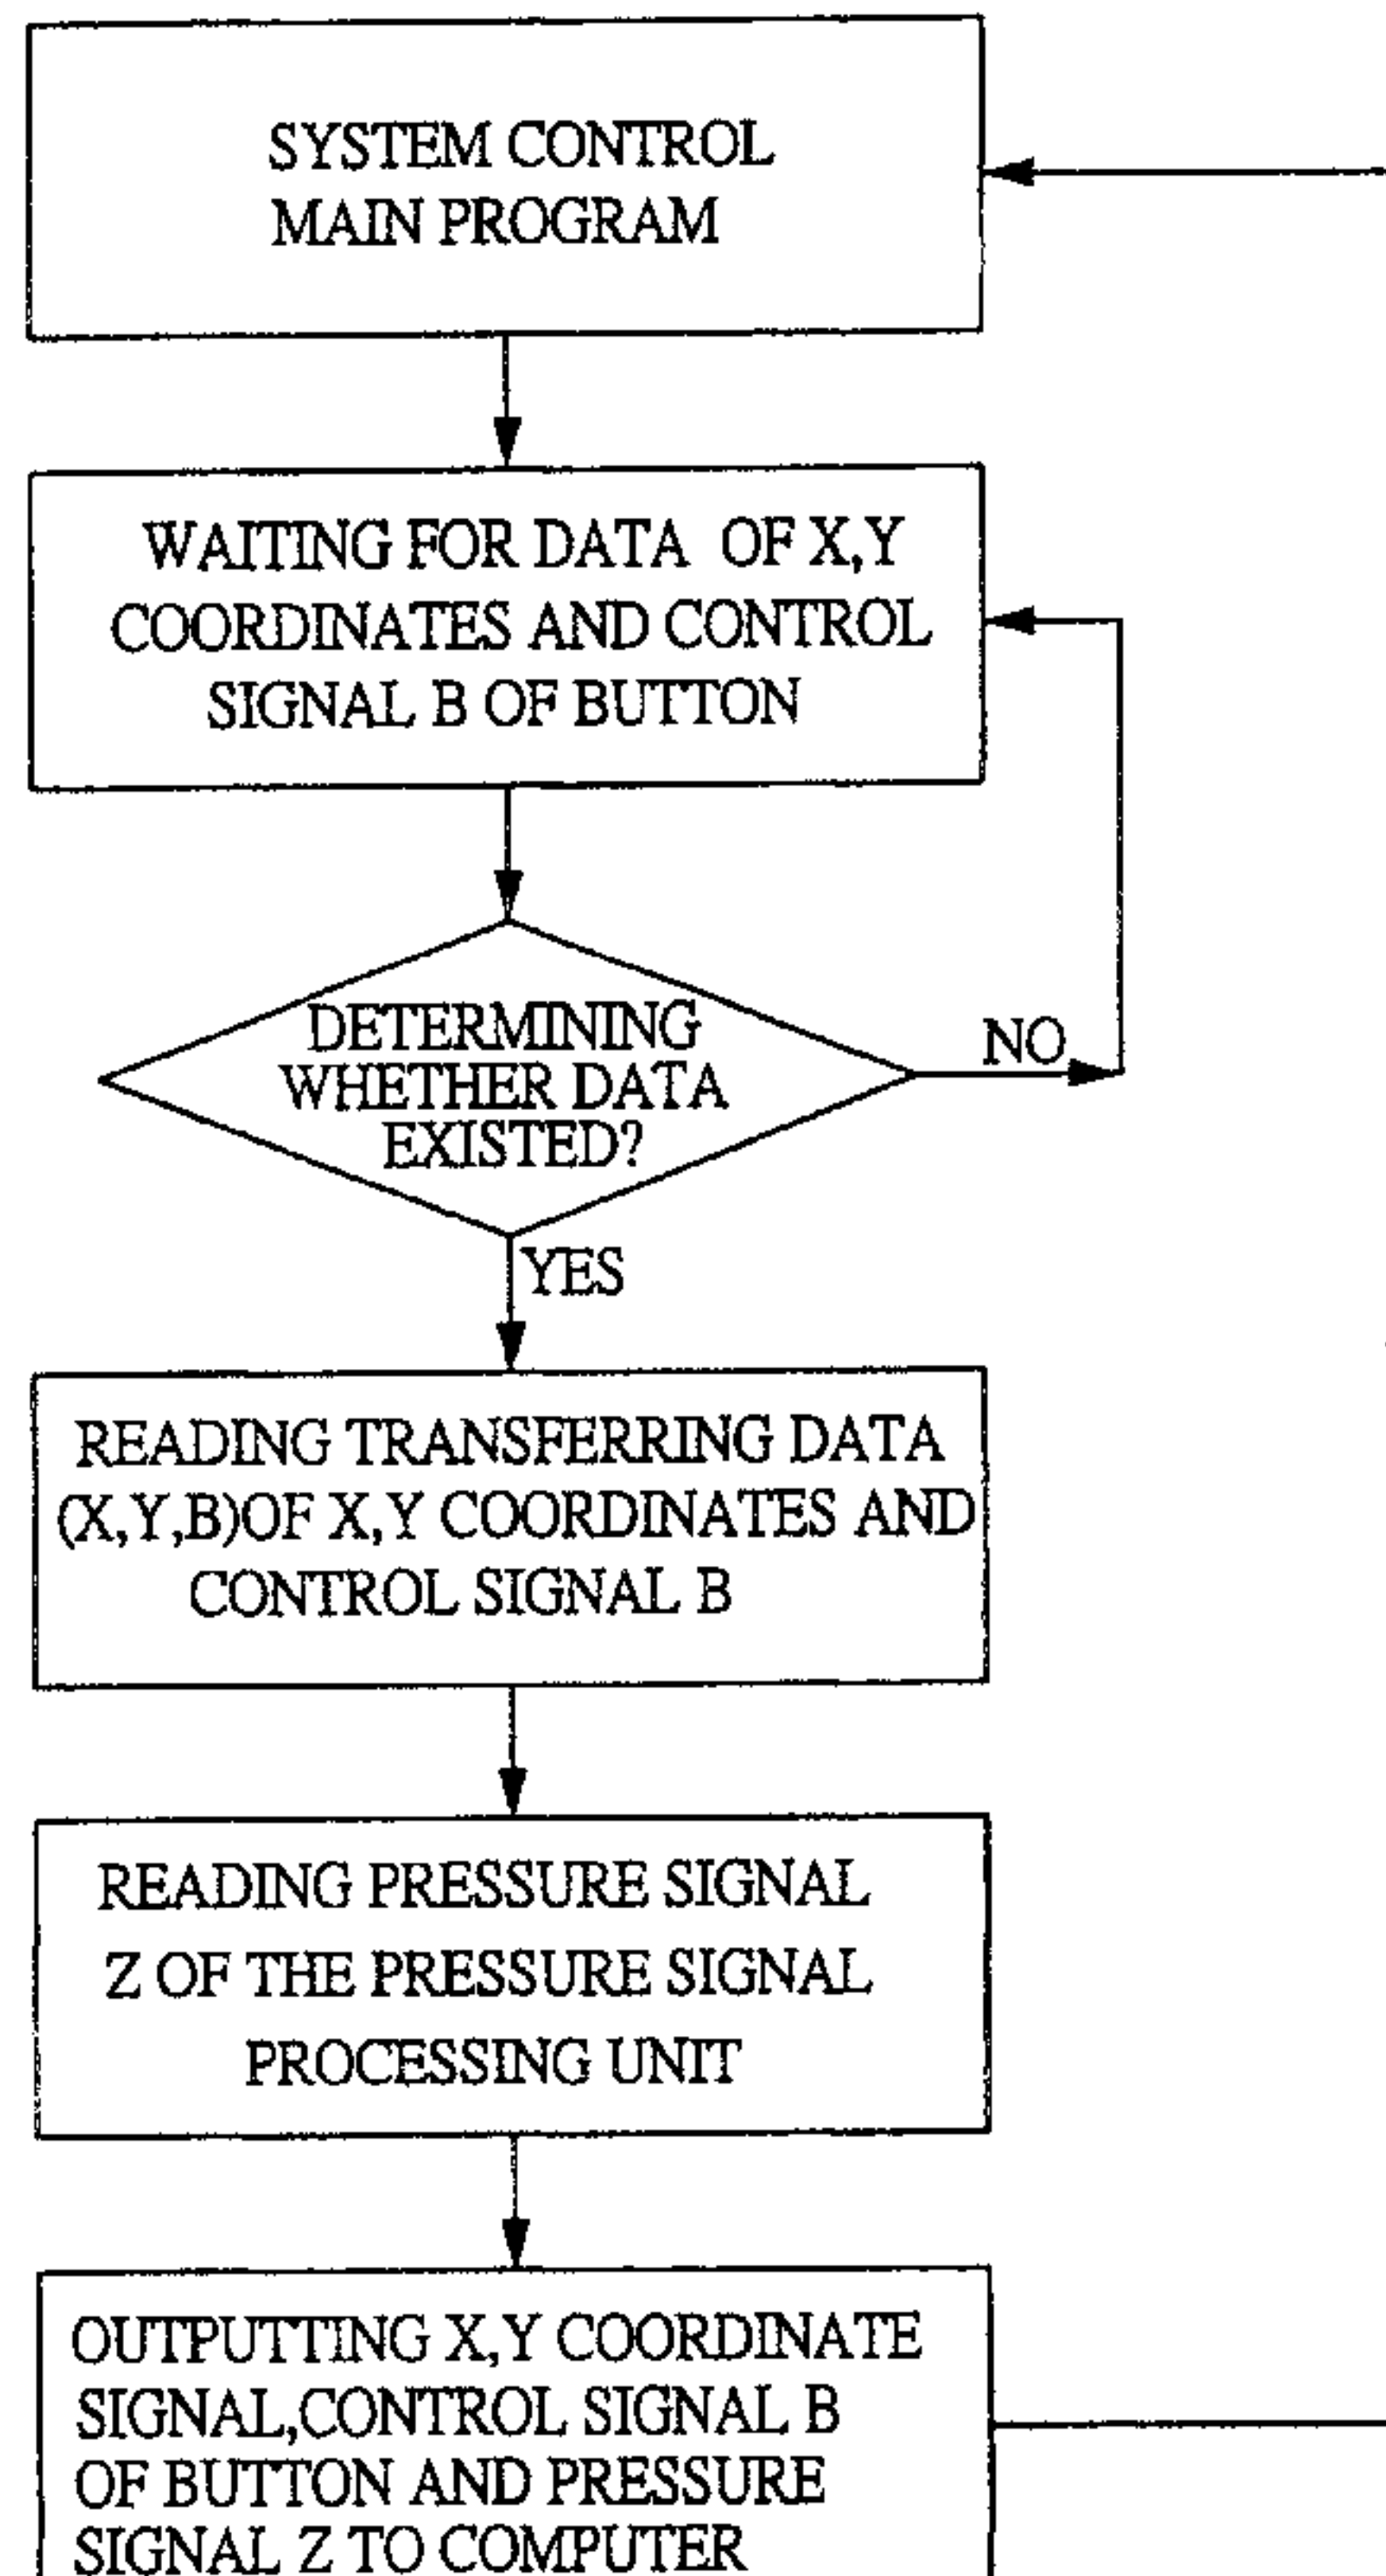 SYSTEM CONTROL
MAIN PROGRAM
WAITING FOR DATA OF X,Y
COORDINATES AND CONTROL
SIGNAL B OF BUTTON
DETERMINING
WHETHER DATA
EXISTED?
NO
YES
READING TRANSFERRING DATA
(X,Y,B)OF X,Y COORDINATES AND
CONTROL SIGNAL B
READING PRESSURE SIGNAL
Z OF THE PRESSURE SIGNAL
PROCESSING UNIT
OUTPUTTING X,Y COORDINATE
SIGNAL,CONTROL SIGNAL B
OF BUTTON AND PRESSURE
SIGNAL Z TO COMPUTER